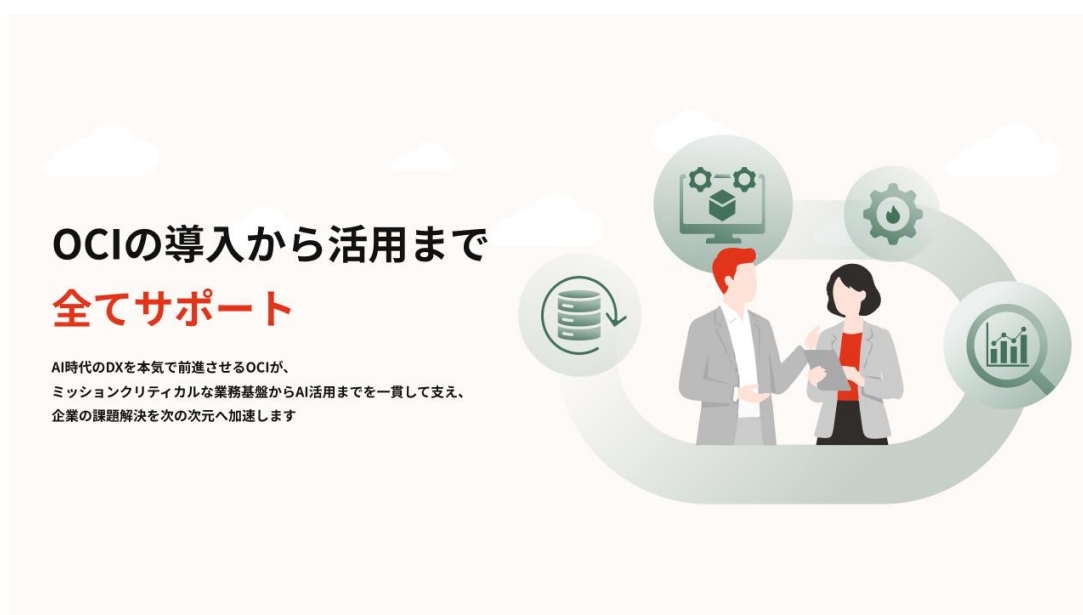 OCIの導入から活用まで
全てサポート
AI時代のDXを本気で前進させるOCIが、
ミッションクリティカルな業務基盤からAI活用までを一貫して支え、
企業の課題解決を次の次元へ加速します